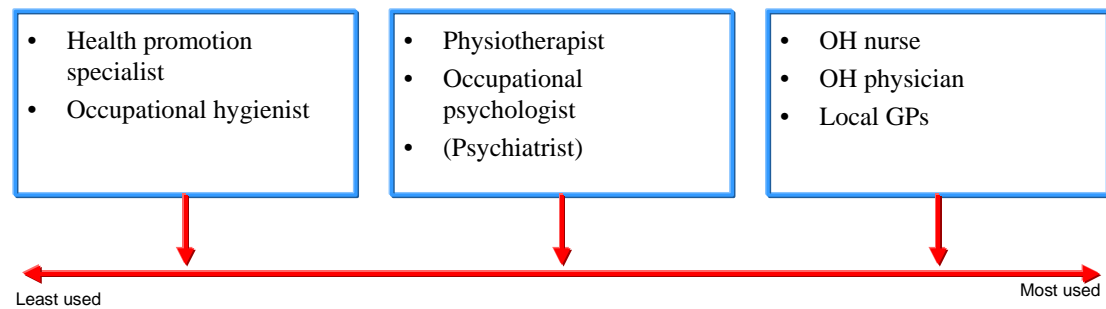 • Health promotion
specialist
• Occupational hygienist
• Physiotherapist
• Occupational
psychologist
• (Psychiatrist)
• OH nurse
• OH physician
• Local GPs
Least used
Most used